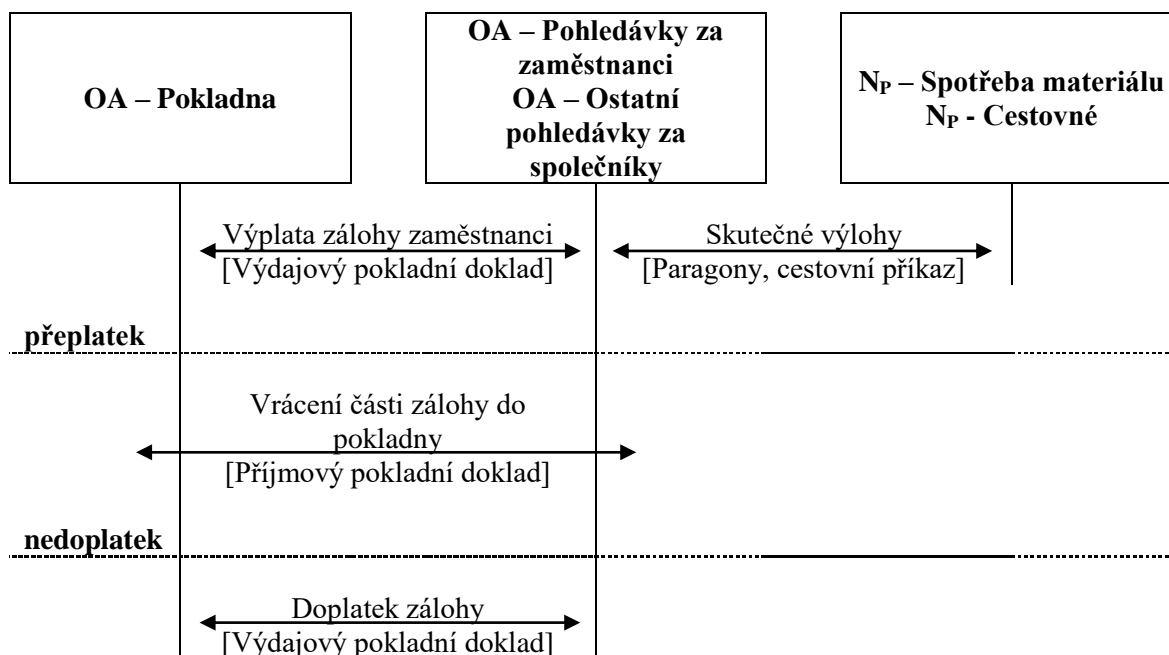 OA – Pokladna
OA – Pohledávky za
zaměstnanci
OA – Ostatní
pohledávky za
společníky
NP – Spotřeba materiálu
NP - Cestovné
Výplata zálohy zaměstnanci
[Výdajový pokladní doklad]
Skutečné výlohy
[Paragony, cestovní příkaz]
přeplatek
Vrácení části zálohy do
pokladny
[Příjmový pokladní doklad]
nedoplatek
Doplatek zálohy
[Výdajový pokladní doklad]